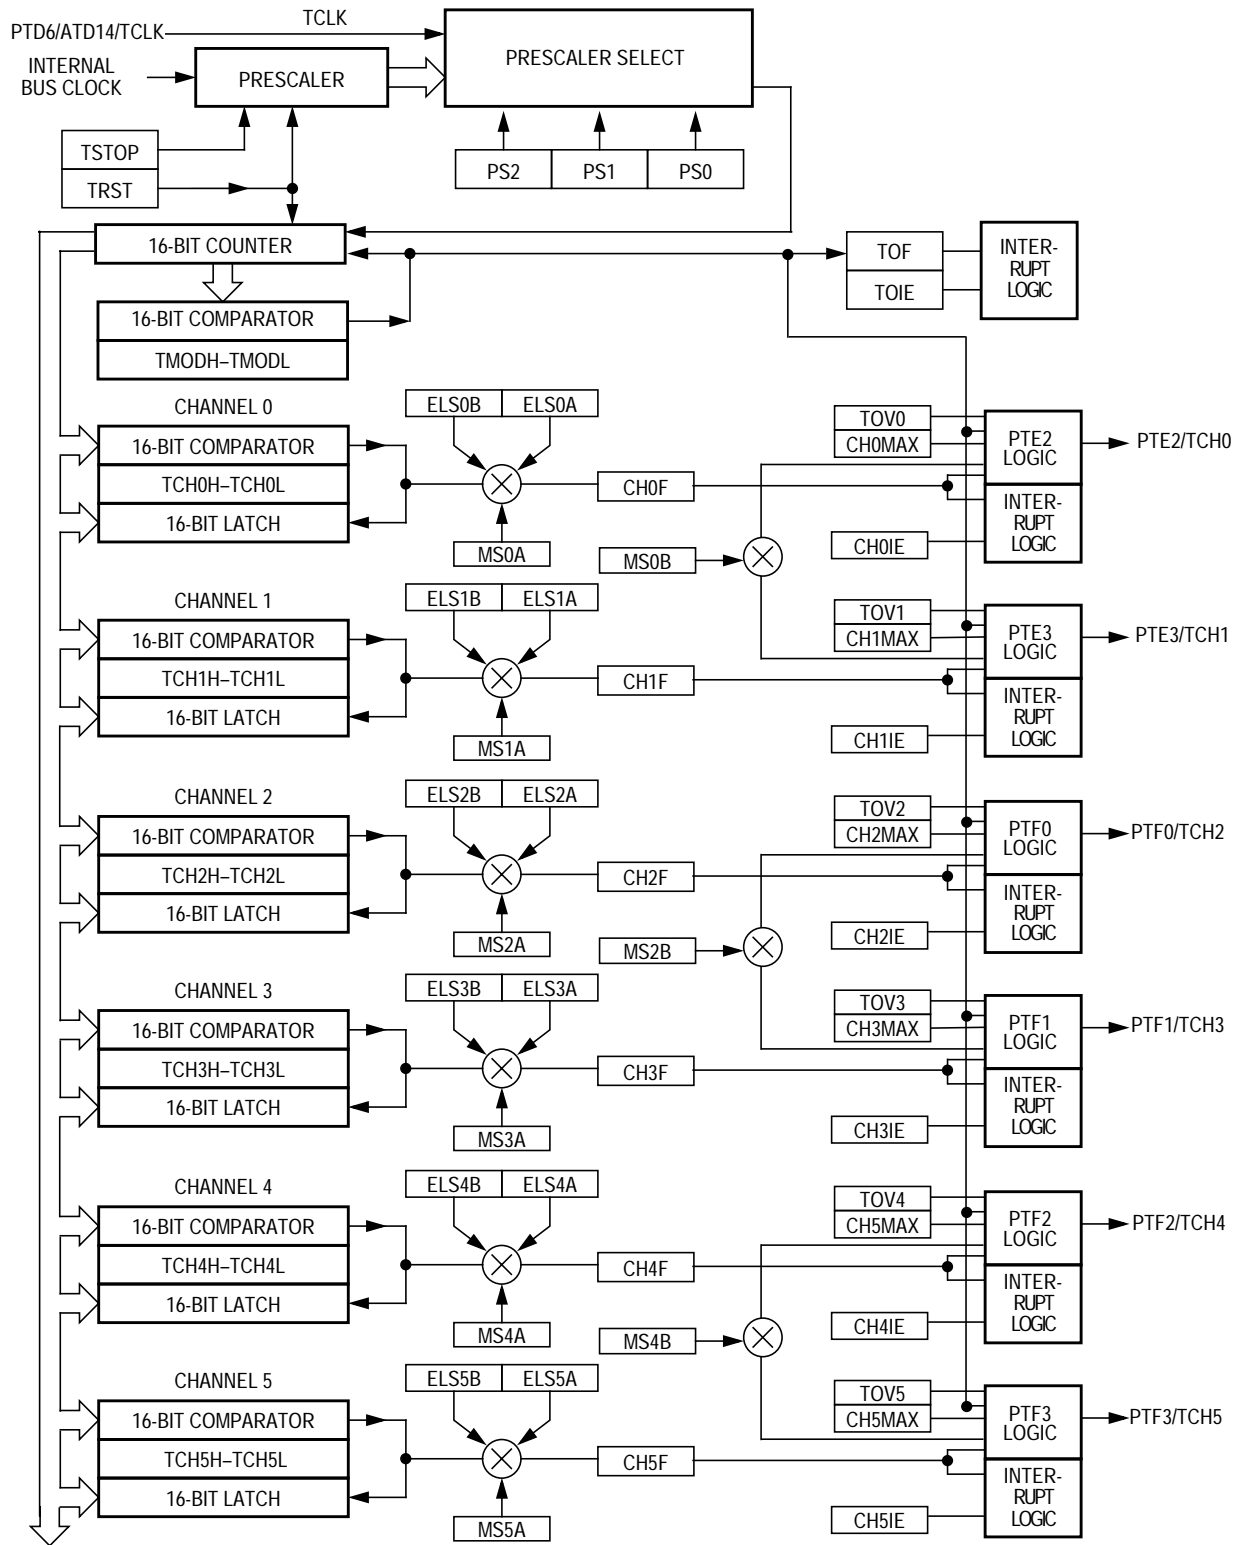 TCLK
PTD6/ATD14/TCLK
PRESCALER SELECT
INTERNAL
BUS CLOCK
PRESCALER
TSTOP
TRST
PS2
PS1
PS0
16-BIT COUNTER
TOF
TOIE
INTER-
RUPT
LOGIC
16-BIT COMPARATOR
TMODH–TMODL
CHANNEL 0
ELS0B
ELS0A
TOV0
CH0MAX
PTE2
LOGIC
PTE2/TCH0
16-BIT COMPARATOR
TCH0H–TCH0L
16-BIT LATCH
CH0F
MS0A
MS0B
CH0IE
INTER-
RUPT
LOGIC
CHANNEL 1
ELS1B
ELS1A
TOV1
CH1MAX
PTE3
LOGIC
PTE3/TCH1
16-BIT COMPARATOR
TCH1H–TCH1L
16-BIT LATCH
CH1F
MS1A
CH1IE
INTER-
RUPT
LOGIC
CHANNEL 2
ELS2B
ELS2A
TOV2
CH2MAX
PTF0
LOGIC
PTF0/TCH2
16-BIT COMPARATOR
TCH2H–TCH2L
16-BIT LATCH
CH2F
MS2A
MS2B
CH2IE
INTER-
RUPT
LOGIC
CHANNEL 3
ELS3B
ELS3A
TOV3
CH3MAX
PTF1
LOGIC
PTF1/TCH3
16-BIT COMPARATOR
TCH3H–TCH3L
16-BIT LATCH
CH3F
MS3A
CH3IE
INTER-
RUPT
LOGIC
CHANNEL 4
ELS4B
ELS4A
TOV4
CH5MAX
PTF2
LOGIC
PTF2/TCH4
16-BIT COMPARATOR
TCH4H–TCH4L
16-BIT LATCH
CH4F
MS4A
MS4B
CH4IE
INTER-
RUPT
LOGIC
CHANNEL 5
ELS5B
ELS5A
TOV5
CH5MAX
PTF3
LOGIC
PTF3/TCH5
16-BIT COMPARATOR
TCH5H–TCH5L
16-BIT LATCH
CH5F
MS5A
CH5IE
INTER-
RUPT
LOGIC